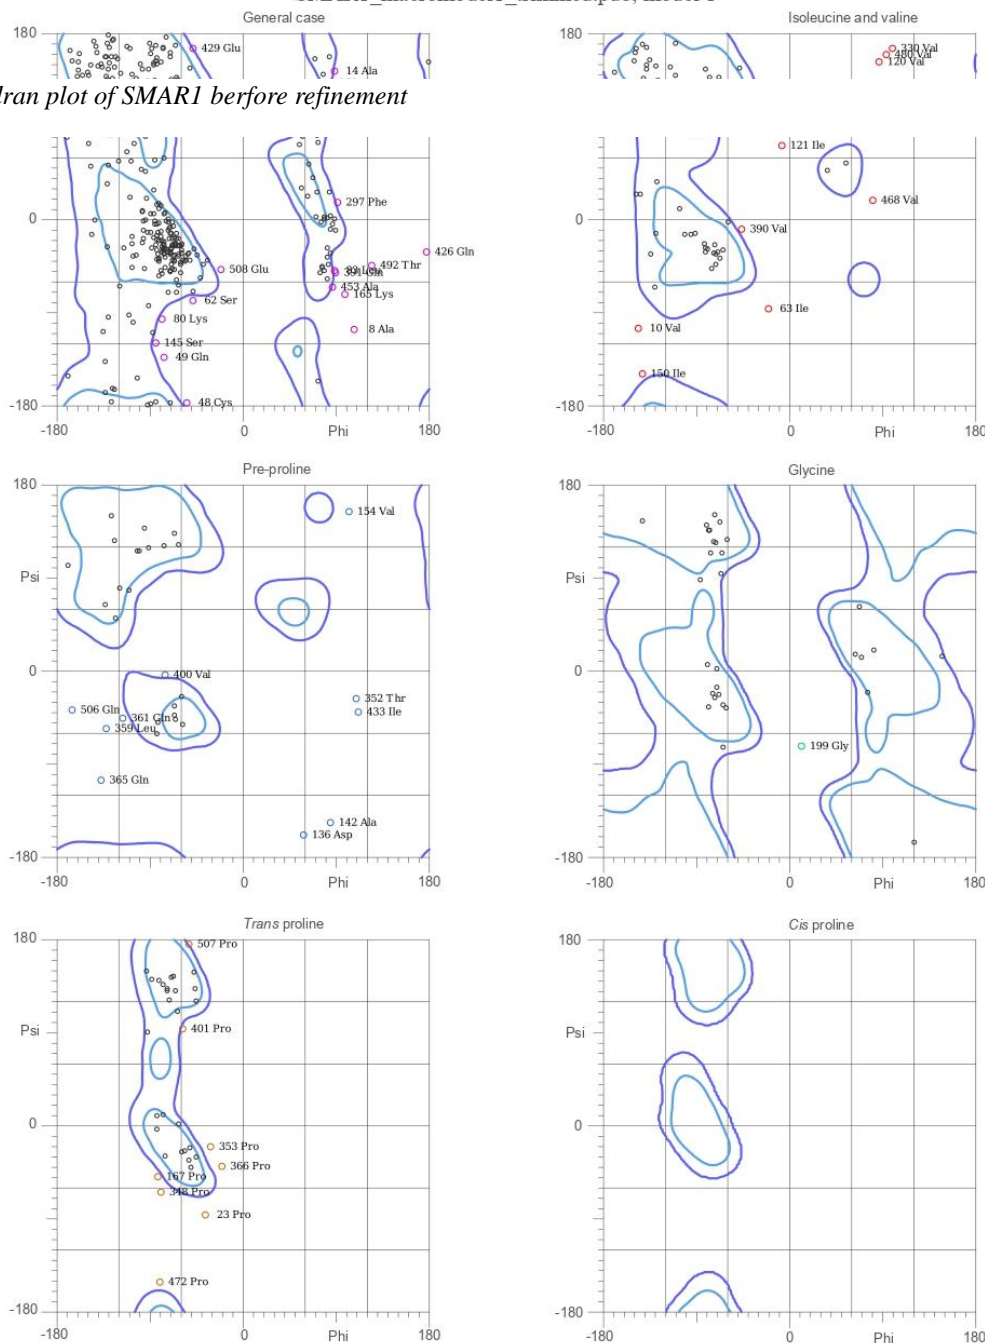 General case
Isoleucine and valine
180
429 Glu
14 Ala
180
330 Val
480 Val
120 Val
dran plot of SMAR1 berfore refinement
297 Phe
0
426 Gln
492 Thr
508 Glu
453 Ala
165 Lys
62 Ser
80 Lys
8 Ala
145 Ser
49 Gln
48 Cys
-180
-180
0
Phi
180
121 Ile
468 Val
0
390 Val
63 Ile
10 Val
150 Ile
-180
-180
0
Phi
180
Pre-proline
180
154 Val
Psi
0
400 Val
352 Thr
506 Gln
361 Gln
433 Ile
359 Leu
365 Gln
142 Ala
136 Asp
-180
-180
0
Phi
180
Glycine
180
Psi
0
199 Gly
-180
-180
0
Phi
180
Trans proline
180
507 Pro
401 Pro
Psi
0
353 Pro
366 Pro
167 Pro
348 Pro
23 Pro
472 Pro
-180
-180
0
Phi
180
Cis proline
180
Psi
0
-180
-180
0
Phi
180